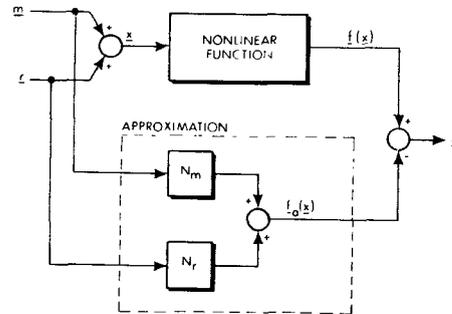 m
+
x
NONLINEAR
FUNCTION
f(x)
r
+
+
-
APPROXIMATION
Nm
+
fa(x)
Nr
+